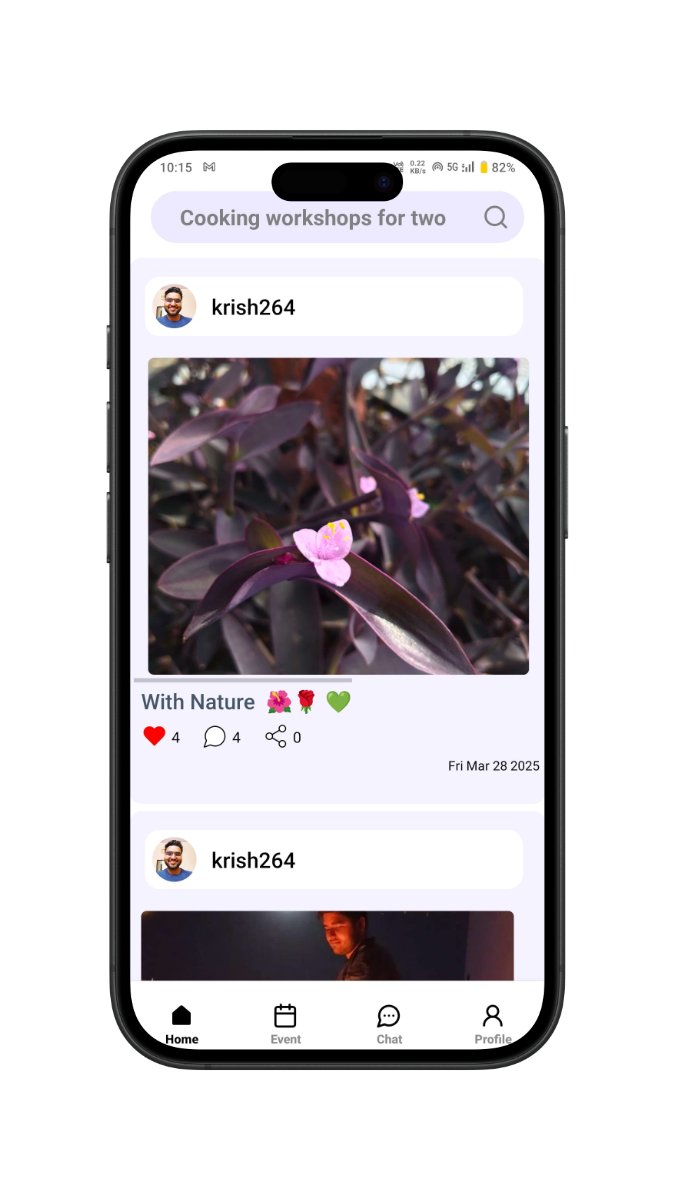 10:15 0.22 KB/s 5G 82%
Cooking workshops for two
krish264
With Nature 🌺🌹 💚
4 4 0
Fri Mar 28 2025
krish264
Home Event Chat Profile